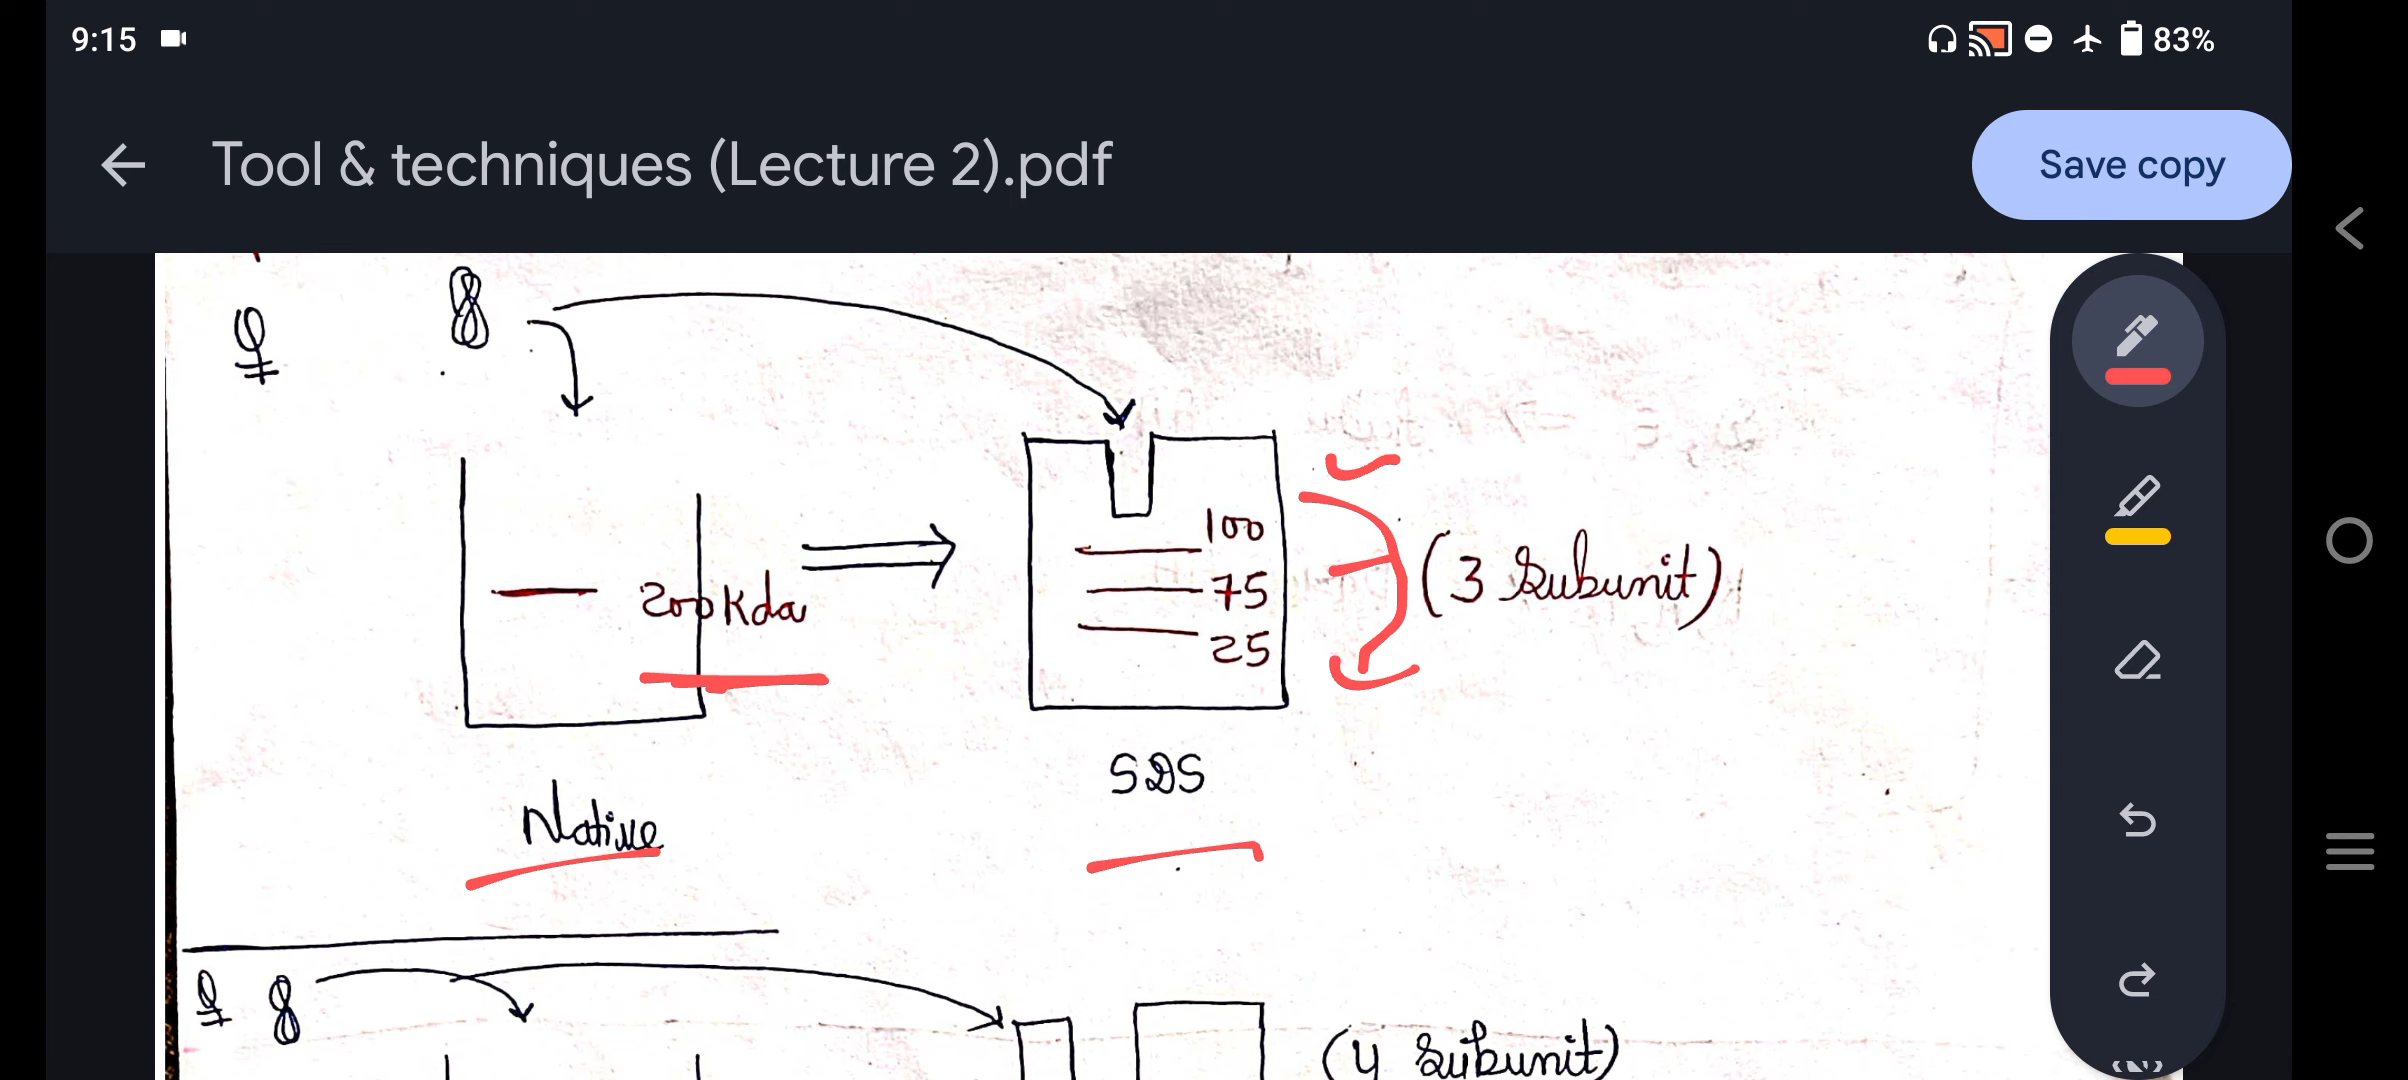 9:15 83%
Tool & techniques (Lecture 2).pdf Save copy
Q
100
200 Kda 75 (3 Subunit)
25
SDS
Native
Q
(4 Subunit)